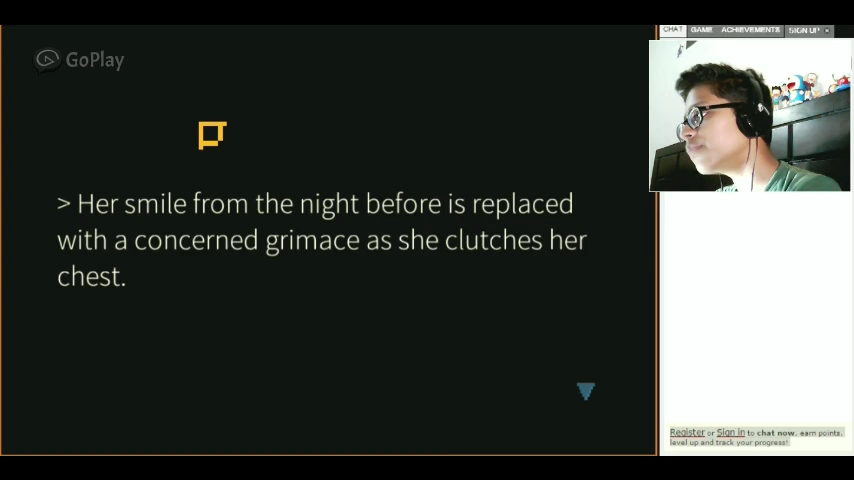 CHAT GAME ACHIEVEMENTS SIGN UP
GoPlay
> Her smile from the night before is replaced
with a concerned grimace as she clutches her
chest.
Register or Sign in to chat now, earn points,
level up and track your progress!